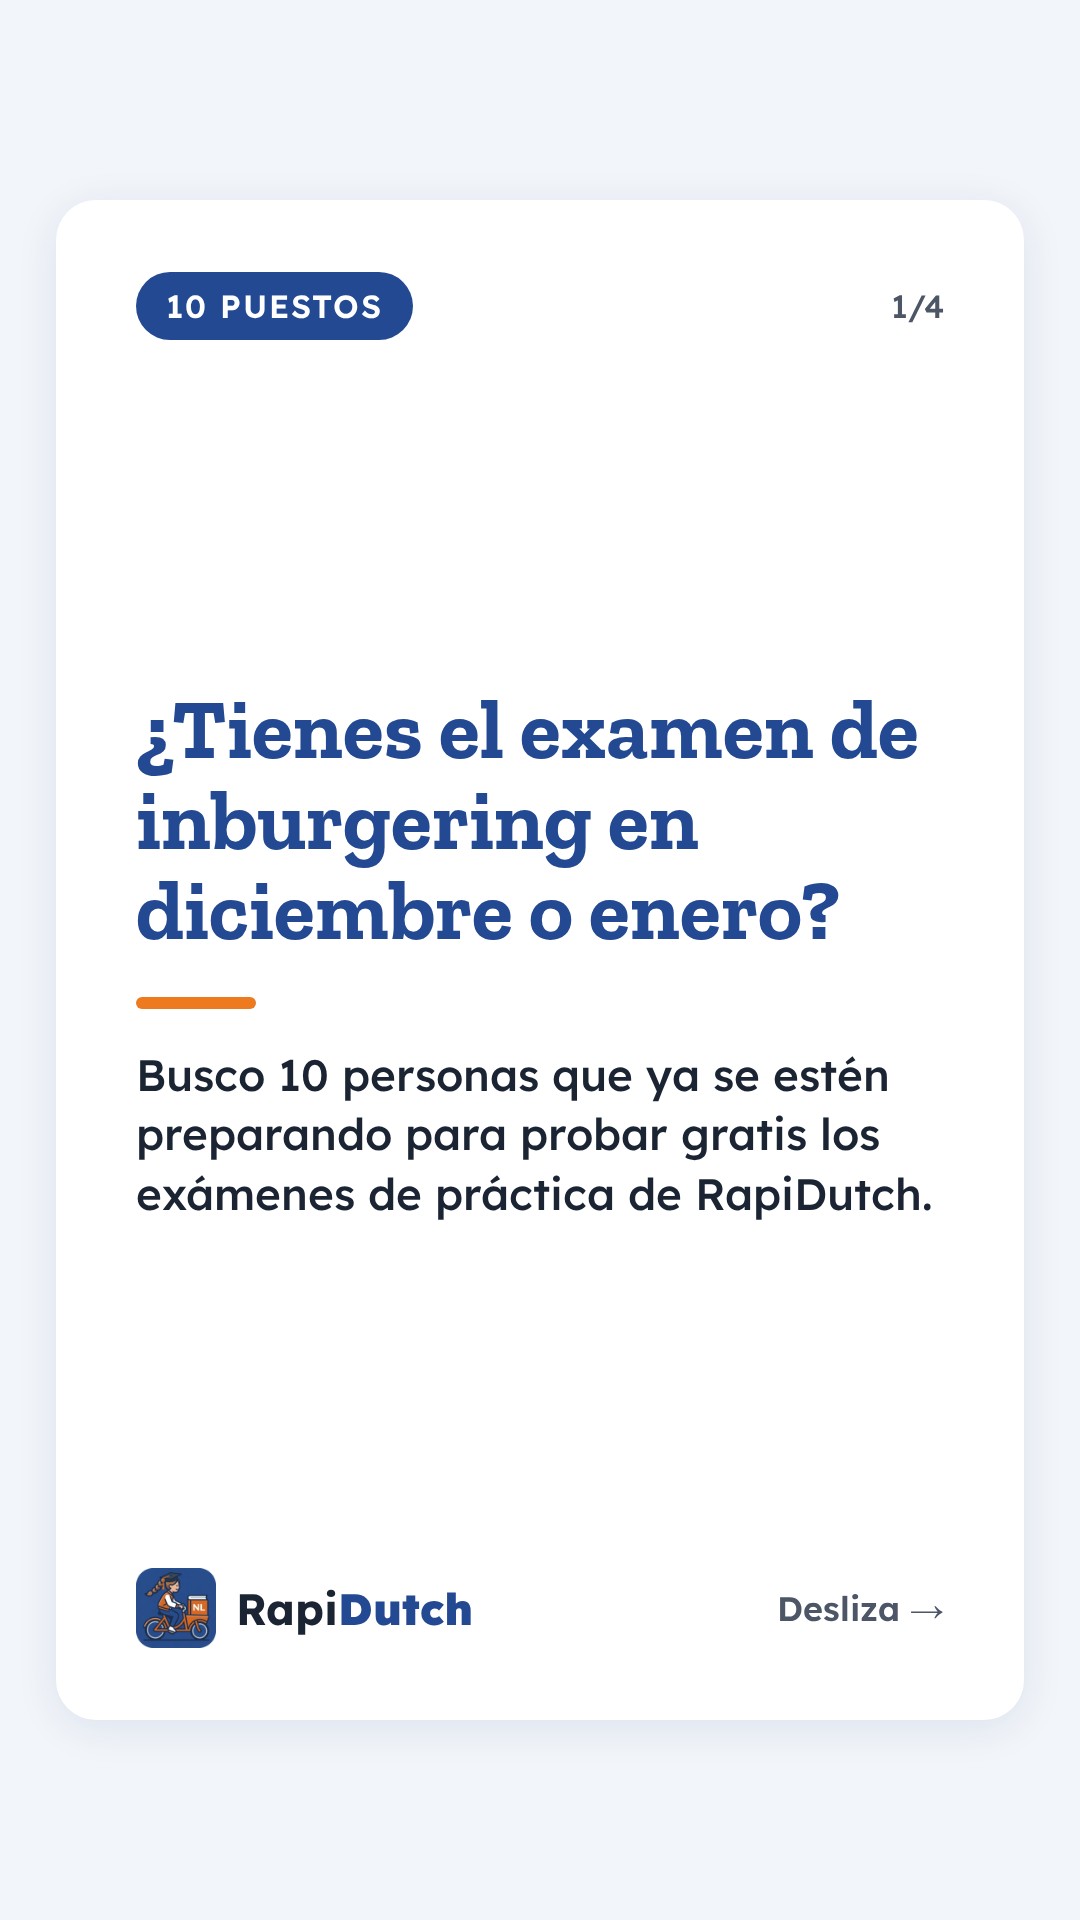 10 PUESTOS
1/4
¿Tienes el examen de
inburgering en
diciembre o enero?
Busco 10 personas que ya se estén
preparando para probar gratis los
exámenes de práctica de RapiDutch.
NL
RapiDutch
Desliza →